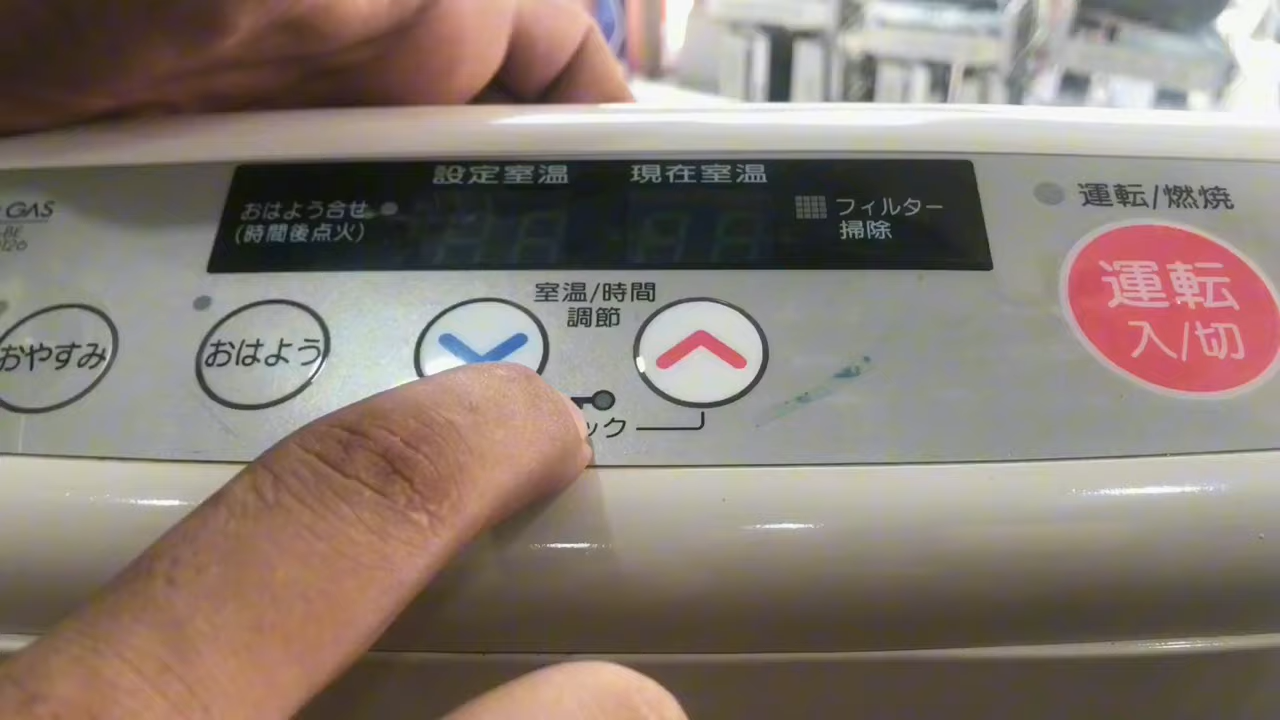 設定室温
現在室温
おはよう合せ
(時間後点火)
フィルター
掃除
運転/燃焼
GAS
運転
入/切
室温/時間
調節
おやすみ
おはよう
ック